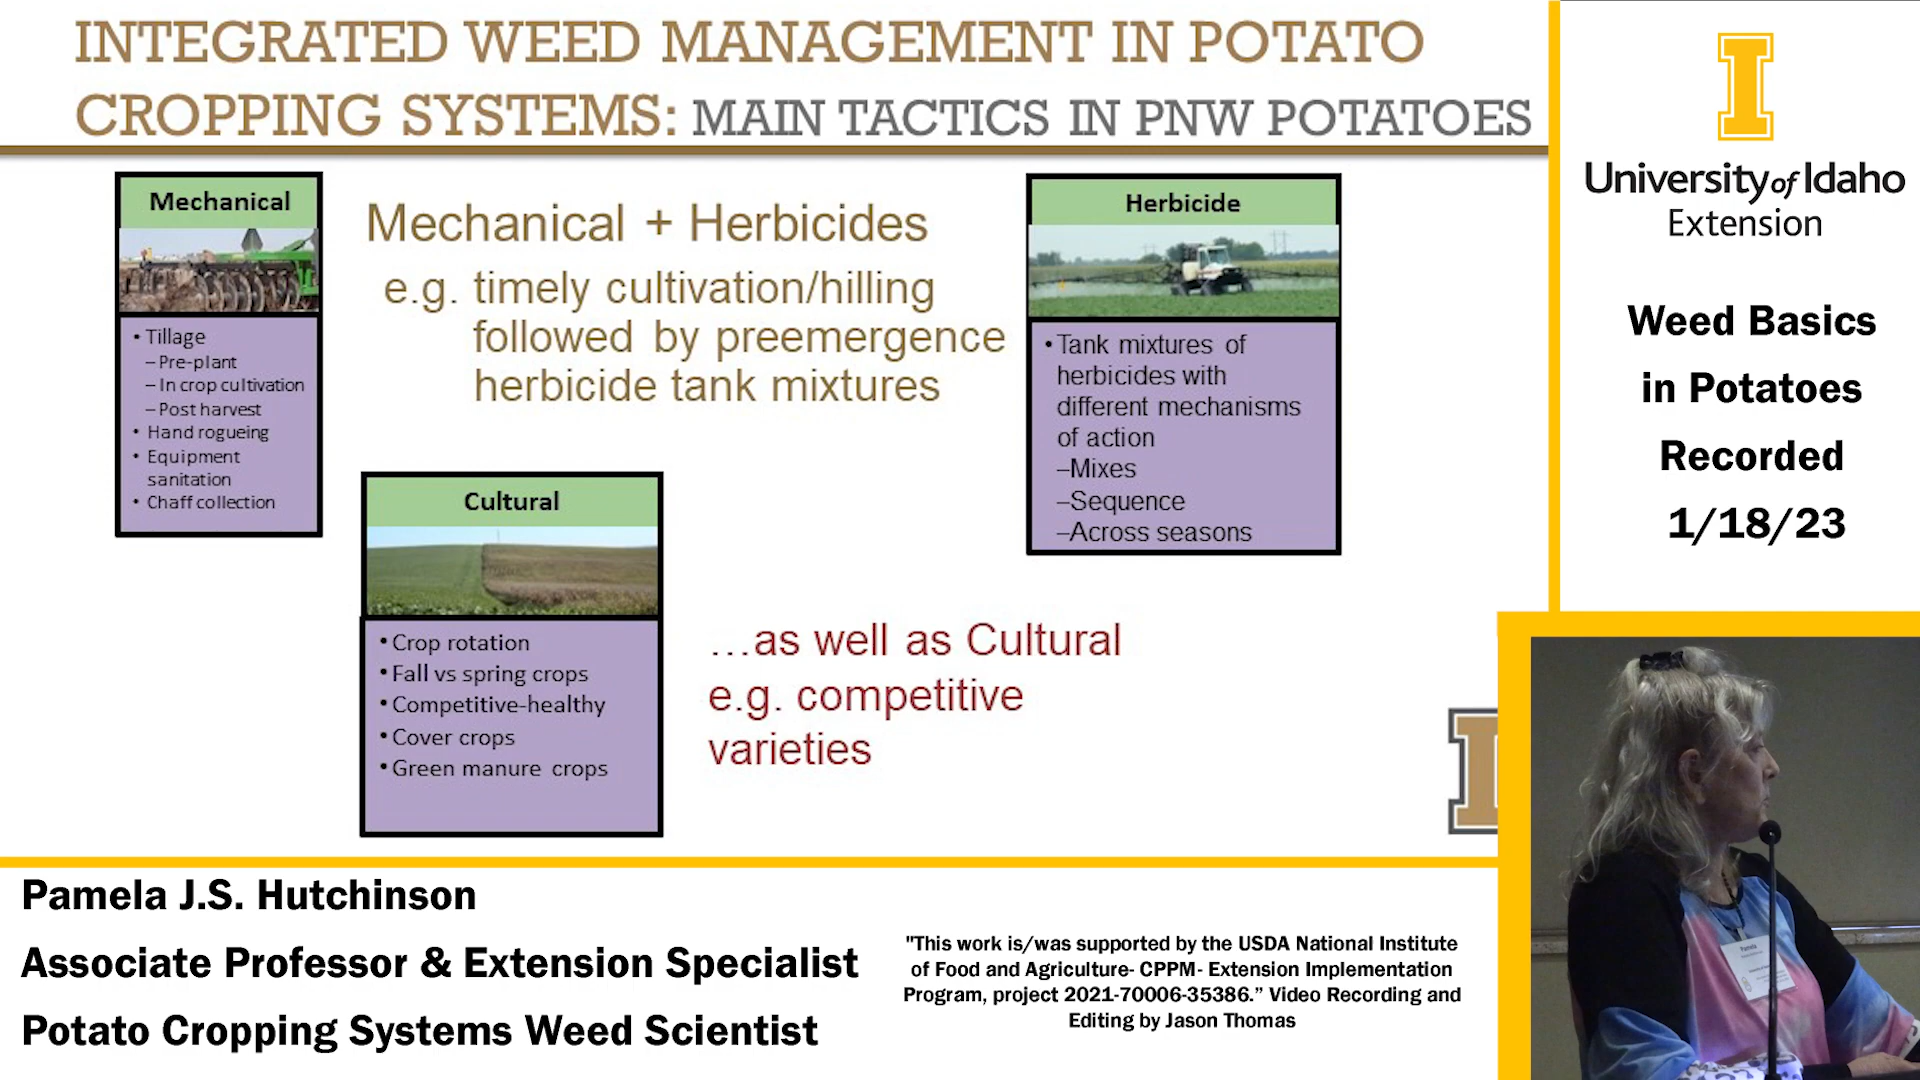 INTEGRATED WEED MANAGEMENT IN POTATO
CROPPING SYSTEMS: MAIN TACTICS IN PNW POTATOES
Mechanical
• Tillage
– Pre-plant
– In crop cultivation
– Post harvest
• Hand rogueing
• Equipment
sanitation
• Chaff collection
Mechanical + Herbicides
e.g. timely cultivation/hilling
followed by preemergence
herbicide tank mixtures
Herbicide
• Tank mixtures of
herbicides with
different mechanisms
of action
–Mixes
–Sequence
–Across seasons
Cultural
• Crop rotation
• Fall vs spring crops
• Competitive-healthy
• Cover crops
• Green manure crops
...as well as Cultural
e.g. competitive
varieties
I
University of Idaho
Extension
Weed Basics
in Potatoes
Recorded
1/18/23
Pamela
Pamela J.S. Hutchinson
Associate Professor & Extension Specialist
Potato Cropping Systems Weed Scientist
"This work is/was supported by the USDA National Institute
of Food and Agriculture- CPPM- Extension Implementation
Program, project 2021-70006-35386.” Video Recording and
Editing by Jason Thomas